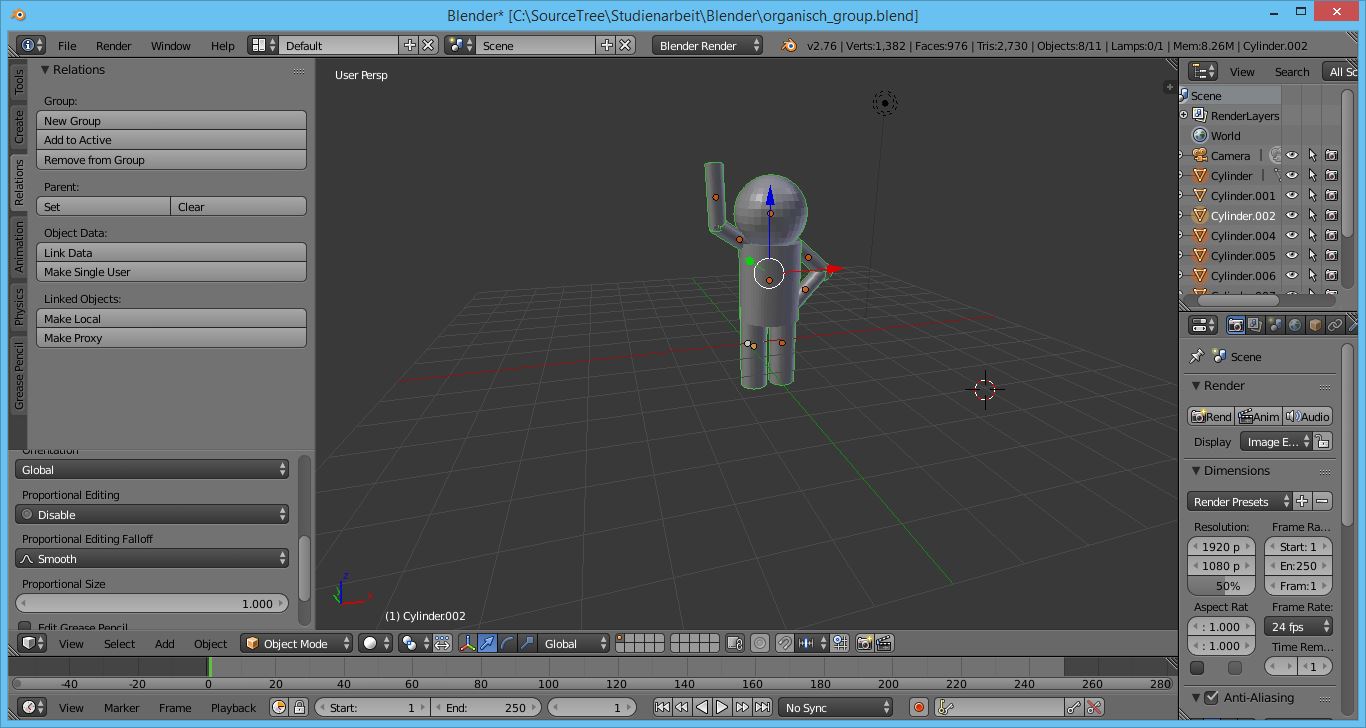 Blender* [C:\SourceTree\Studienarbeit\Blender\organisch_group.blend]
File Render Window Help Default Scene Blender Render v2.76 | Verts:1,382 | Faces:976 | Tris:2,730 | Objects:8/11 | Lamps:0/1 | Mem:8.26M | Cylinder.002
Tools
Create
Relations
Animation
Physics
Grease Pencil
Relations
Group:
New Group
Add to Active
Remove from Group
Parent:
Set Clear
Object Data:
Link Data
Make Single User
Linked Objects:
Make Local
Make Proxy
Orientation
Global
Proportional Editing
Disable
Proportional Editing Falloff
Smooth
Proportional Size
1.000
Edit Grease Pencil
User Persp
z
x
(1) Cylinder.002
View Select Add Object Object Mode Global
View Search All Sc
Scene
RenderLayers
World
Camera
Cylinder
Cylinder.001
Cylinder.002
Cylinder.004
Cylinder.005
Cylinder.006
Scene
Render
Rend Anim Audio
Display Image E...
Dimensions
Render Presets
Resolution: Frame Ra...
1920 p Start: 1
1080 p En:250
50% Fram:1
Aspect Rat Frame Rate:
: 1.000 24 fps
: 1.000 Time Rem...
1
Anti-Aliasing
-40 -20 0 20 40 60 80 100 120 140 160 180 200 220 240 260 280
View Marker Frame Playback Start: 1 End: 250 1 No Sync